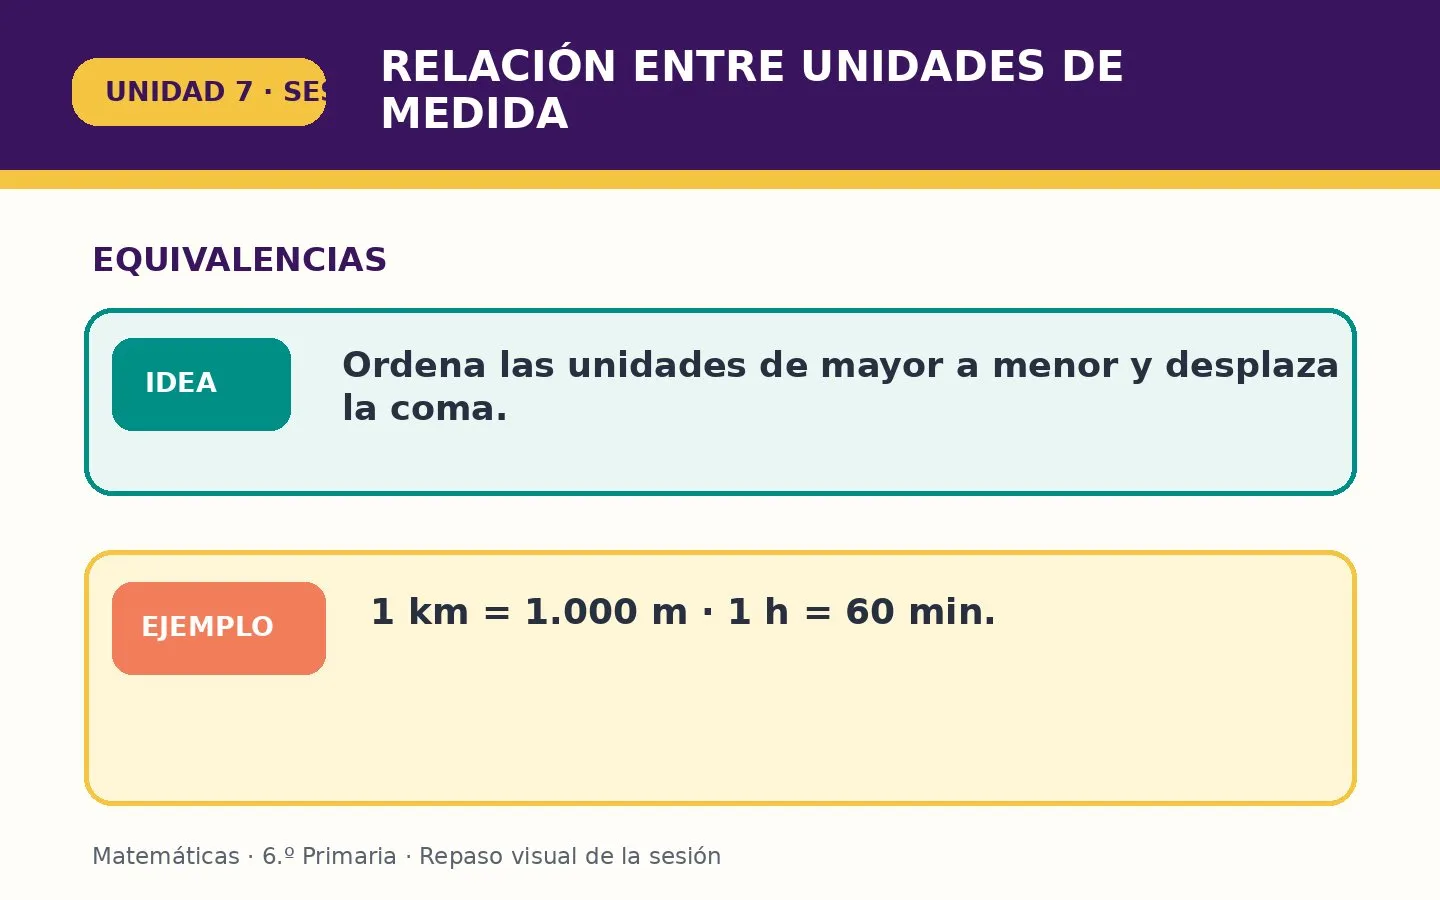 UNIDAD 7 · SES
RELACIÓN ENTRE UNIDADES DE
MEDIDA
EQUIVALENCIAS
IDEA
Ordena las unidades de mayor a menor y desplaza
la coma.
EJEMPLO
1 km = 1.000 m · 1 h = 60 min.
Matemáticas · 6.º Primaria · Repaso visual de la sesión